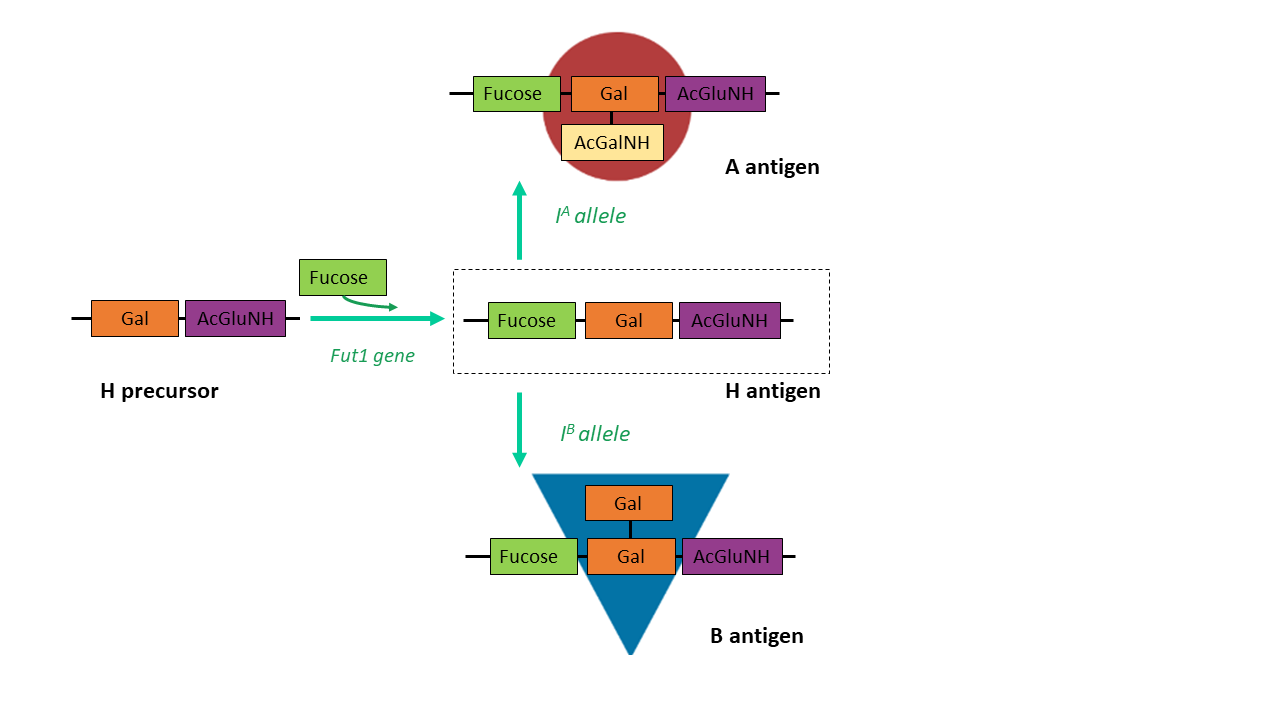 Fucose Gal AcGluNH
AcGalNH
A antigen
I^A allele
Fucose
Gal AcGluNH
Fut1 gene
H precursor
Fucose Gal AcGluNH
H antigen
I^B allele
Gal
Fucose Gal AcGluNH
B antigen